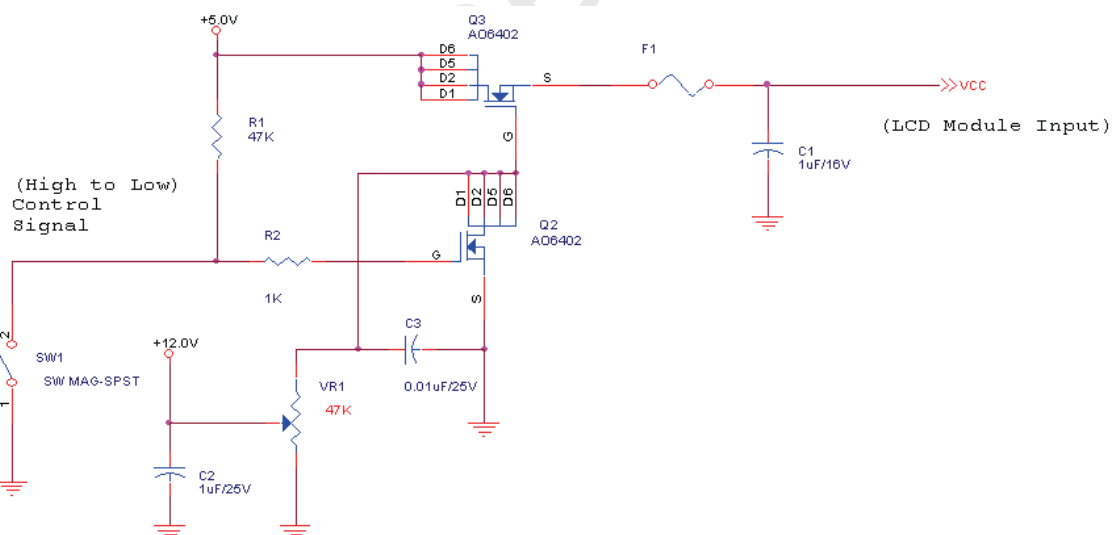 +5.0V
Q3
AO6402
D6
D5
D2
D1
S
G
F1
VCC
(LCD Module Input)
R1
47K
C1
1uF/16V
(High to Low)
Control
Signal
D1
D2
D5
D6
Q2
AO6402
R2
1K
G
S
2
SW1
SW MAG-SPST
1
+12.0V
C3
0.01uF/25V
VR1
47K
C2
1uF/25V